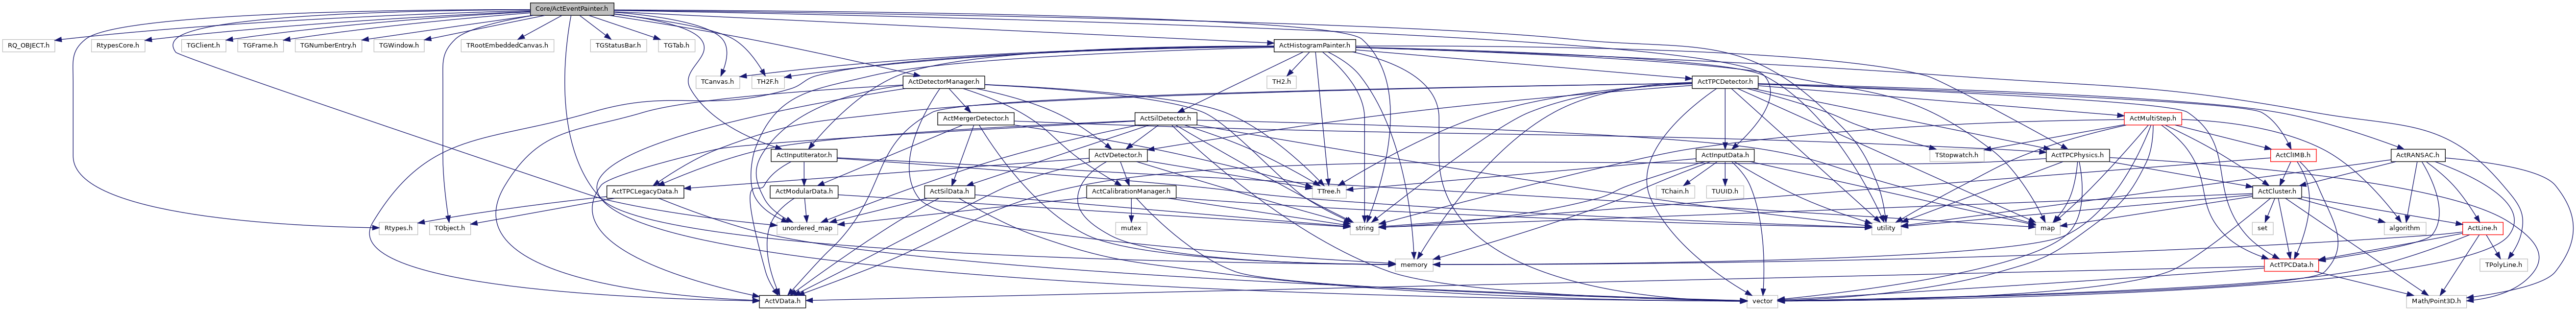 Core/ActEventPainter.h
RQ_OBJECT.h
RtypesCore.h
TGClient.h
TGFrame.h
TGNumberEntry.h
TGWindow.h
TRootEmbeddedCanvas.h
TGStatusBar.h
TGTab.h
ActHistogramPainter.h
TCanvas.h
TH2F.h
ActDetectorManager.h
TH2.h
ActTPCDetector.h
ActMergerDetector.h
ActSilDetector.h
ActMultiStep.h
ActInputIterator.h
ActVDetector.h
ActInputData.h
TStopwatch.h
ActTPCPhysics.h
ActCliMB.h
ActRANSAC.h
ActTPCLegacyData.h
ActModularData.h
ActSilData.h
ActCalibrationManager.h
TTree.h
TChain.h
TUUID.h
ActCluster.h
Rtypes.h
TObject.h
unordered_map
mutex
string
utility
map
set
algorithm
ActLine.h
memory
ActTPCData.h
TPolyLine.h
ActVData.h
vector
Math/Point3D.h